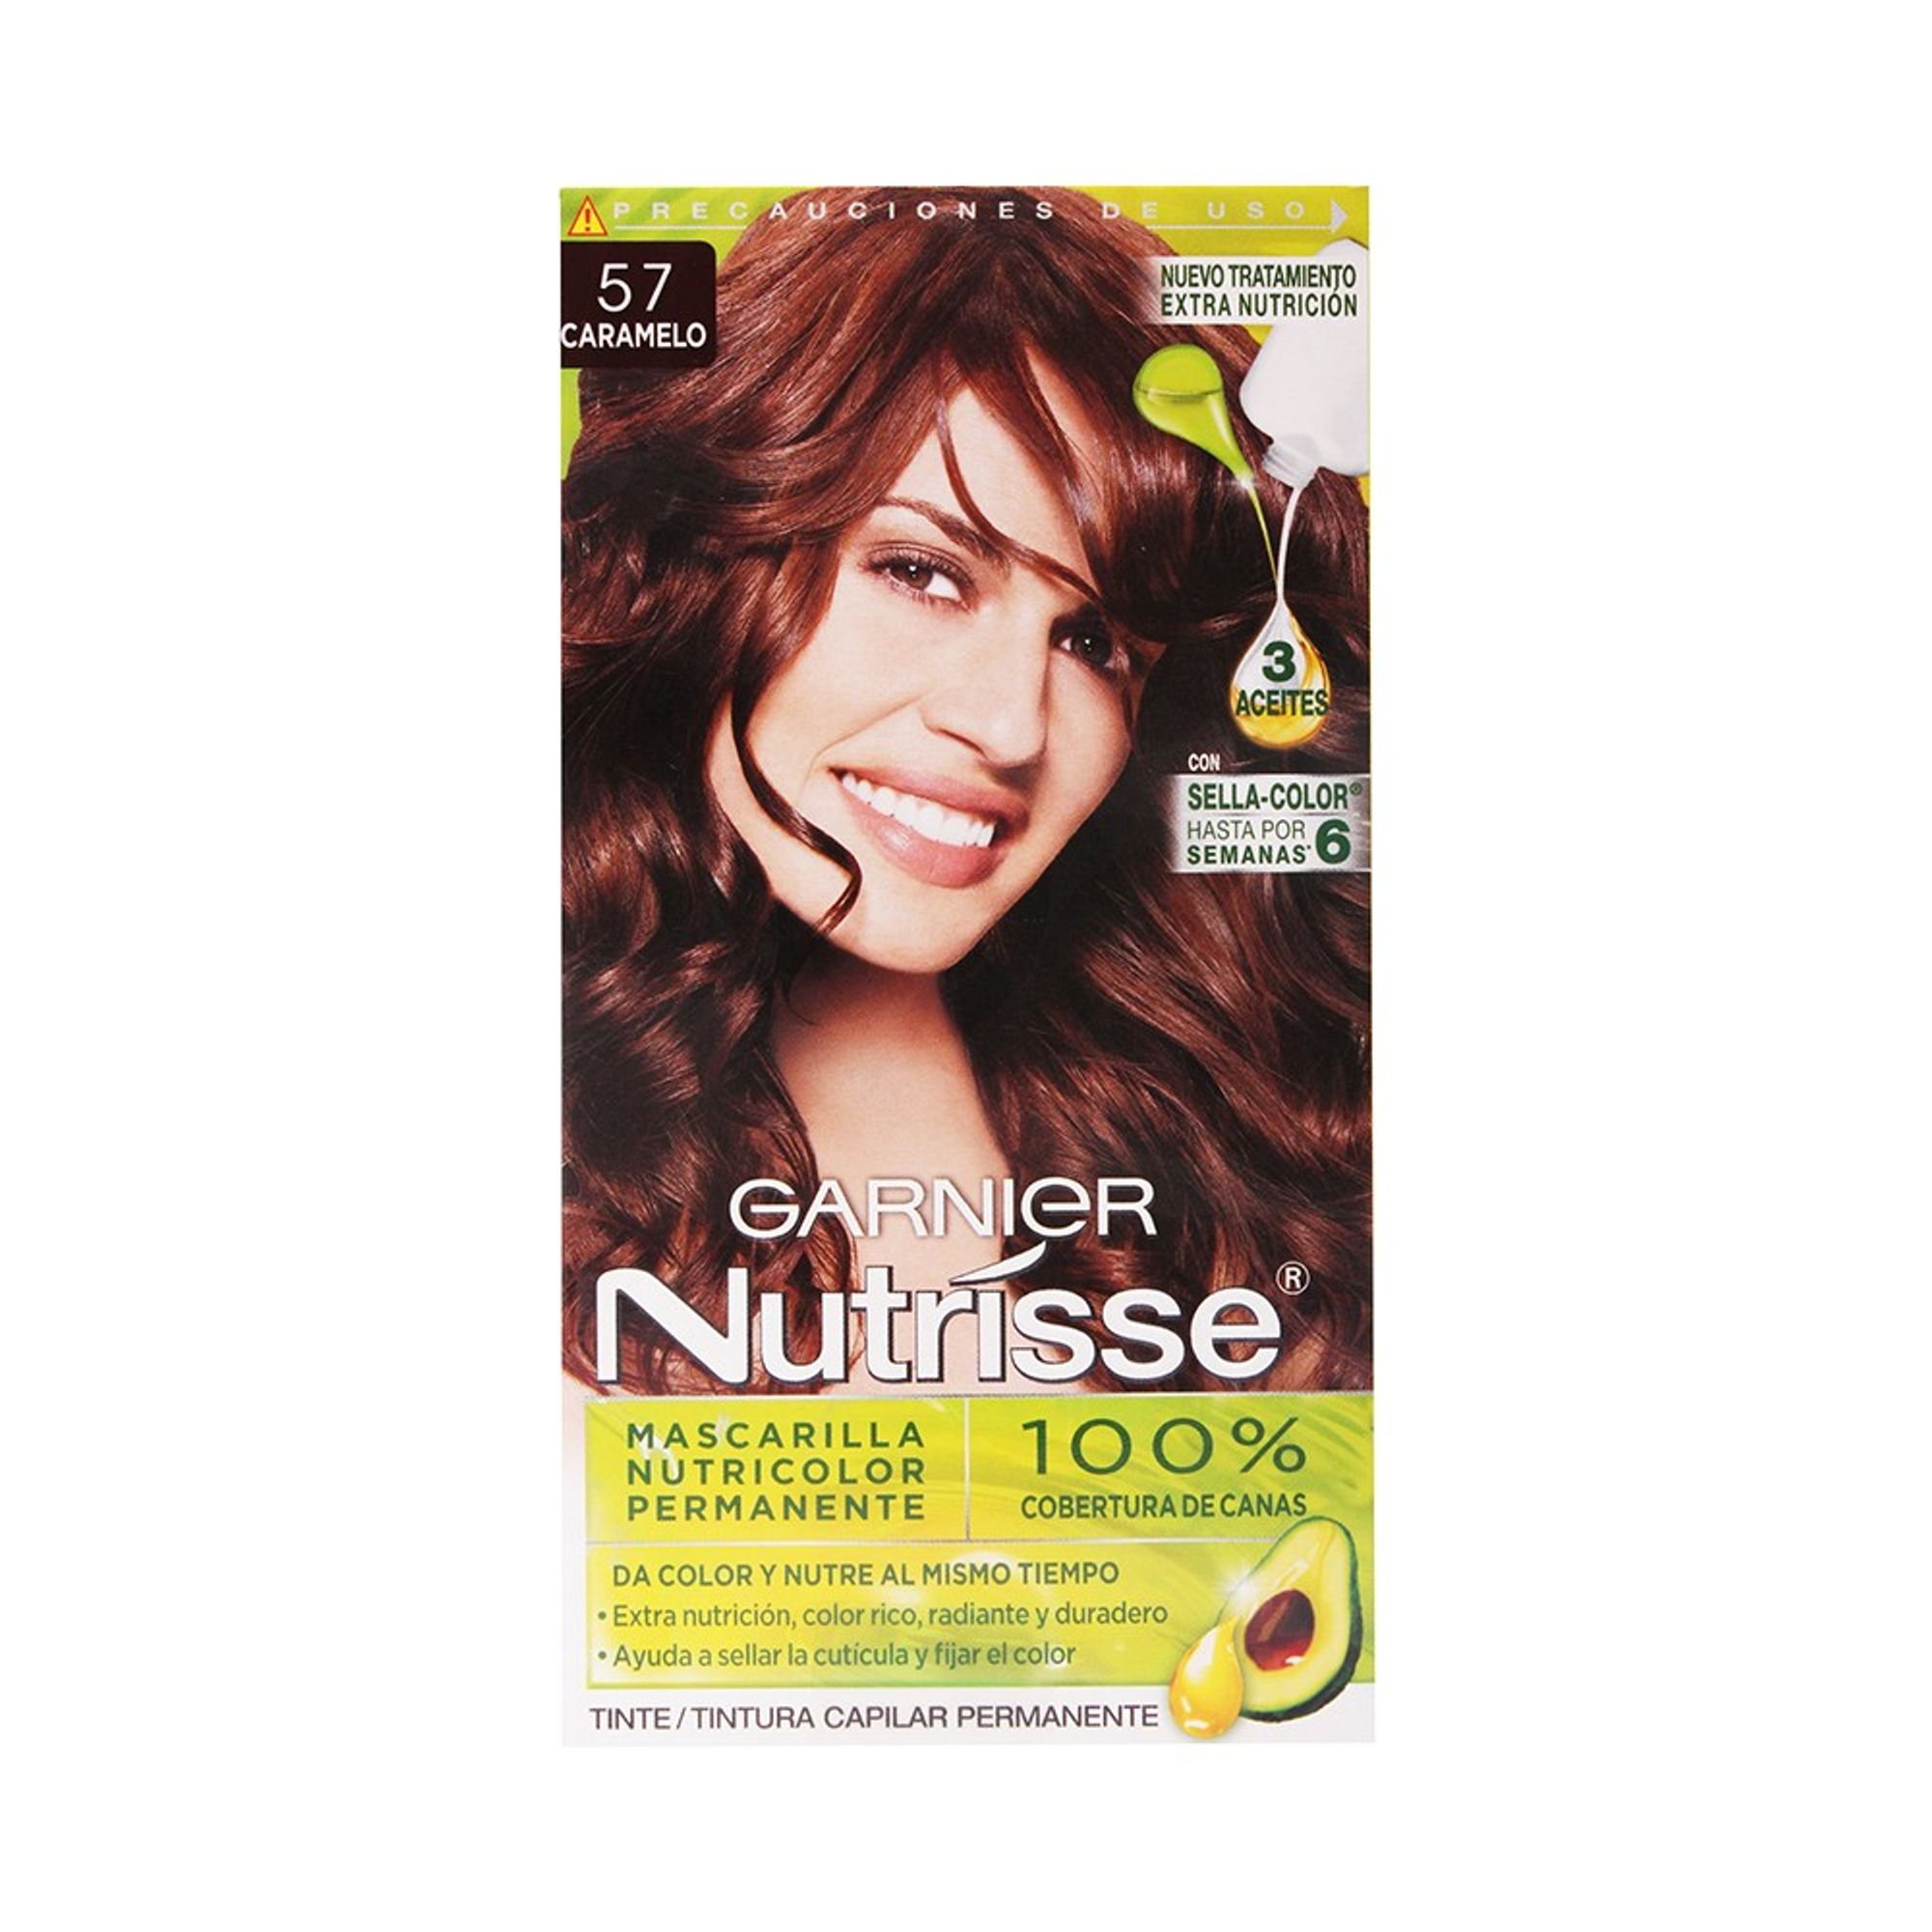 PRECAUCIONES DE USO
57
CARAMELO
NUEVO TRATAMIENTO
EXTRA NUTRICIÓN
3
ACEITES
CON
SELLA-COLOR®
HASTA POR
SEMANAS* 6
GARNIER
Nutrisse®
MASCARILLA
NUTRICOLOR
PERMANENTE
100%
COBERTURA DE CANAS
DA COLOR Y NUTRE AL MISMO TIEMPO
• Extra nutrición, color rico, radiante y duradero
• Ayuda a sellar la cutícula y fijar el color
TINTE / TINTURA CAPILAR PERMANENTE